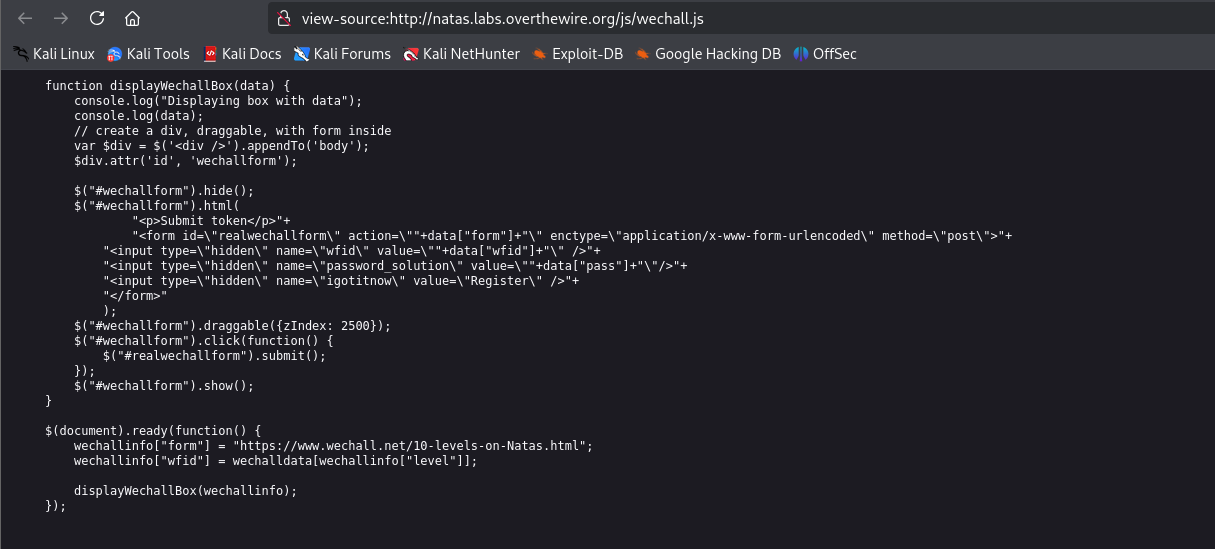 view-source:http://natas.labs.overthewire.org/js/wechall.js
Kali Linux Kali Tools Kali Docs Kali Forums Kali NetHunter Exploit-DB Google Hacking DB OffSec
function displayWechallBox(data) {
    console.log("Displaying box with data");
    console.log(data);
    // create a div, draggable, with form inside
    var $div = $('<div />').appendTo('body');
    $div.attr('id', 'wechallform');

    $("#wechallform").hide();
    $("#wechallform").html(
            "<p>Submit token</p>"+
            "<form id=\"realwechallform\" action=\""+data["form"]+"\" enctype=\"application/x-www-form-urlencoded\" method=\"post\">"+
        "<input type=\"hidden\" name=\"wfid\" value=\""+data["wfid"]+"\" />"+
        "<input type=\"hidden\" name=\"password_solution\" value=\""+data["pass"]+"\"/>"+
        "<input type=\"hidden\" name=\"igotitnow\" value=\"Register\" />"+
        "</form>"
        );
    $("#wechallform").draggable({zIndex: 2500});
    $("#wechallform").click(function() {
        $("#realwechallform").submit();
    });
    $("#wechallform").show();
}

$(document).ready(function() {
    wechallinfo["form"] = "https://www.wechall.net/10-levels-on-Natas.html";
    wechallinfo["wfid"] = wechalldata[wechallinfo["level"]];

    displayWechallBox(wechallinfo);
});